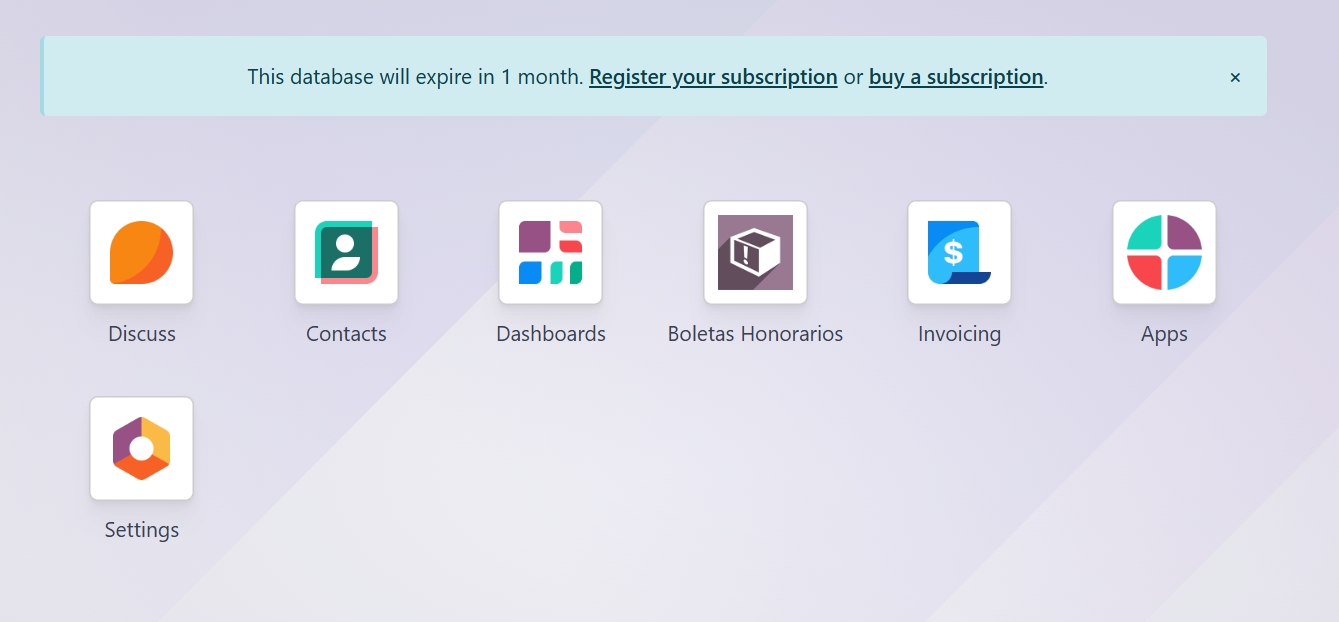 This database will expire in 1 month. Register your subscription or buy a subscription. ×
Discuss
Contacts
Dashboards
Boletas Honorarios
Invoicing
Apps
Settings